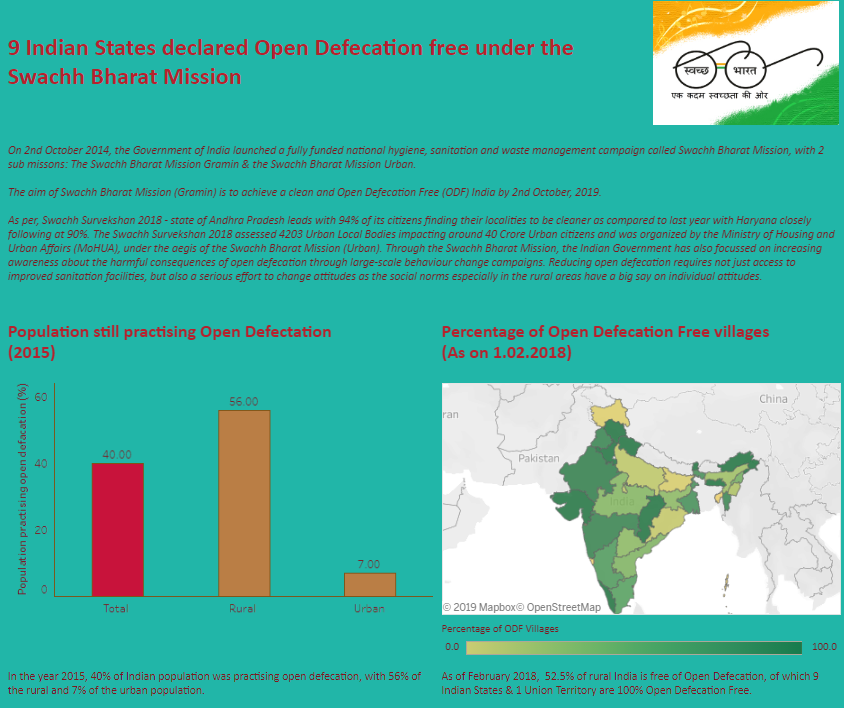 9 Indian States declared Open Defecation free under the
Swachh Bharat Mission
स्वच्छ भारत
एक कदम स्वच्छता की ओर
On 2nd October 2014, the Government of India launched a fully funded national hygiene, sanitation and waste management campaign called Swachh Bharat Mission, with 2
sub missons: The Swachh Bharat Mission Gramin & the Swachh Bharat Mission Urban.
The aim of Swachh Bharat Mission (Gramin) is to achieve a clean and Open Defecation Free (ODF) India by 2nd October, 2019.
As per, Swachh Survekshan 2018 - state of Andhra Pradesh leads with 94% of its citizens finding their localities to be cleaner as compared to last year with Haryana closely
following at 90%. The Swachh Survekshan 2018 assessed 4203 Urban Local Bodies impacting around 40 Crore Urban citizens and was organized by the Ministry of Housing and
Urban Affairs (MoHUA), under the aegis of the Swachh Bharat Mission (Urban). Through the Swachh Bharat Mission, the Indian Government has also focussed on increasing
awareness about the harmful consequences of open defecation through large-scale behaviour change campaigns. Reducing open defecation requires not just access to
improved sanitation facilities, but also a serious effort to change attitudes as the social norms especially in the rural areas have a big say on individual attitudes.
Population still practising Open Defectation
(2015)
Population practising open defacation (%)
60
40
20
0
40.00
56.00
7.00
Total
Rural
Urban
In the year 2015, 40% of Indian population was practising open defecation, with 56% of
the rural and 7% of the urban population.
Percentage of Open Defecation Free villages
(As on 1.02.2018)
China
ran
Pakistan
India
© 2019 Mapbox© OpenStreetMap
Percentage of ODF Villages
0.0
100.0
As of February 2018, 52.5% of rural India is free of Open Defecation, of which 9
Indian States & 1 Union Territory are 100% Open Defecation Free.